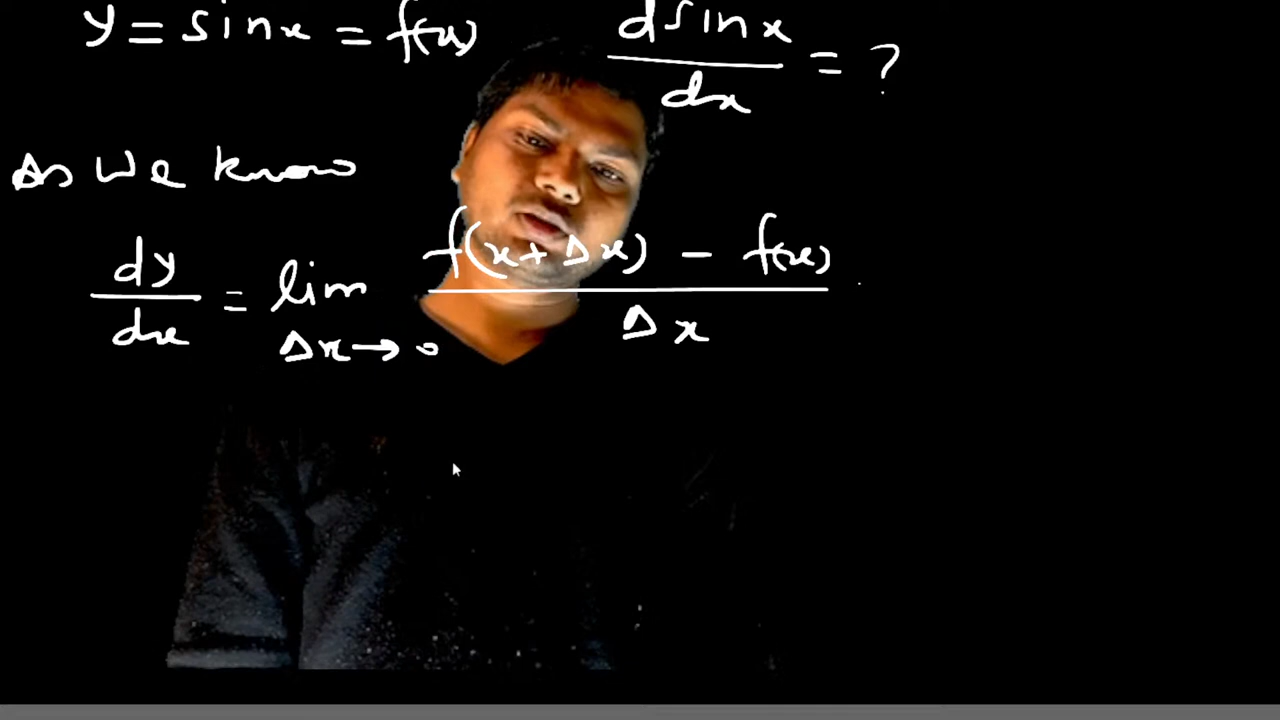 y = sin x = f(x) d sin x / dx = ?
As We know
dy / dx = lim Δx → 0 f(x + Δx) - f(x) / Δx